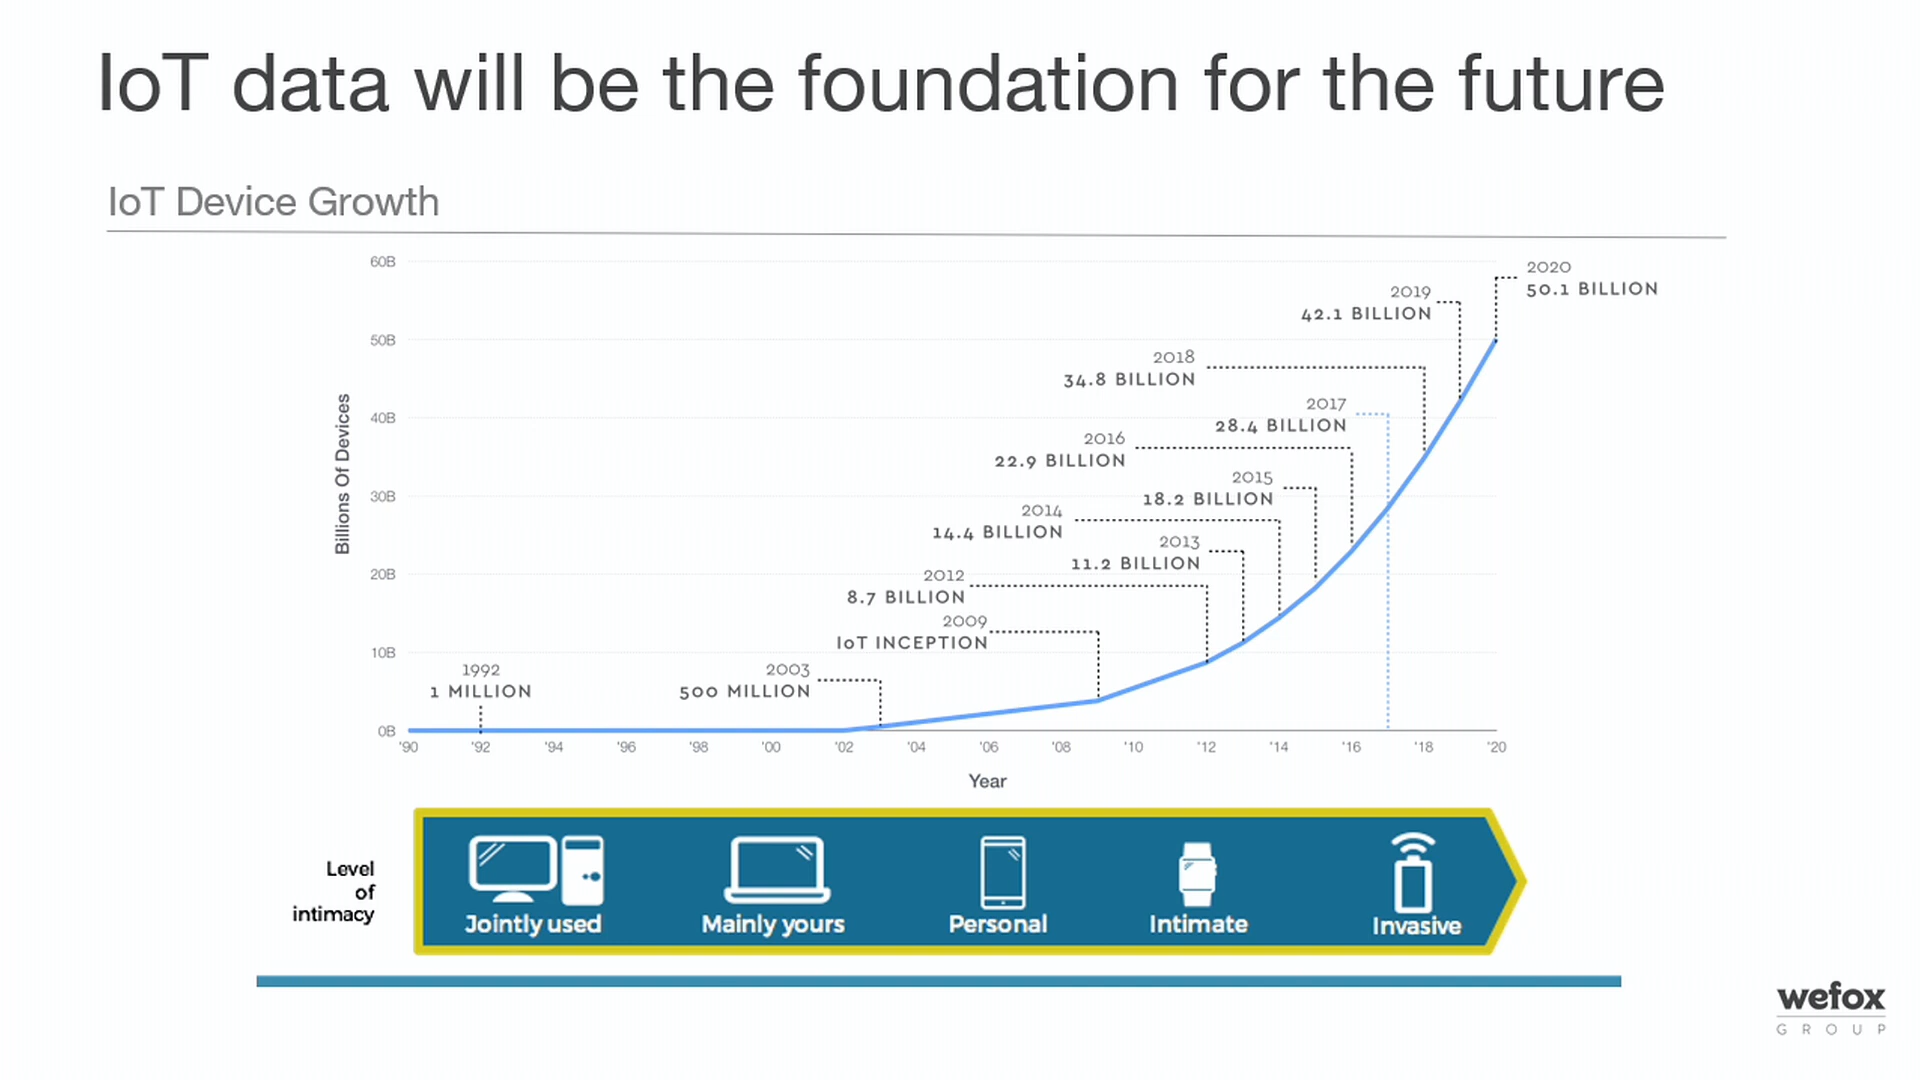 IoT data will be the foundation for the future
IoT Device Growth
60B
50B
40B
30B
20B
10B
0B
Billions Of Devices
1992
1 MILLION
2003
500 MILLION
2009
IoT INCEPTION
2012
8.7 BILLION
2013
11.2 BILLION
2014
14.4 BILLION
2015
18.2 BILLION
2016
22.9 BILLION
2017
28.4 BILLION
2018
34.8 BILLION
2019
42.1 BILLION
2020
50.1 BILLION
'90 '92 '94 '96 '98 '00 '02 '04 '06 '08 '10 '12 '14 '16 '18 '20
Year
Level
of
intimacy
Jointly used Mainly yours Personal Intimate Invasive
wefox
GROUP